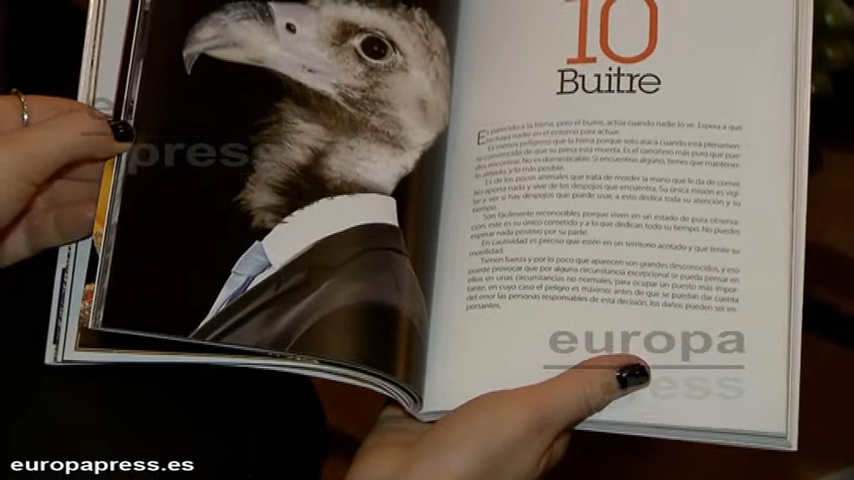 10
Buitre
Es parecido a la hiena, pero el buitre, actúa cuando nadie lo ve. Espera a que
no haya nadie en el entorno para actuar.
Es menos peligroso que la hiena porque solo ataca cuando está plenamen-
te convencido de que su presa está muerta. Es el carroñero más puro que pue-
des encontrar. No es domesticable. Si encuentras alguno, tienes que mantener-
lo alejado, y lo más posible.
Es de los pocos animales que trata de morder la mano que le da de comer.
No aporta nada y vive de los despojos que encuentra. Su única misión es vigi-
lar y ver si hay despojos que puede usar, a esto dedica toda su atención y su
tiempo.
Son fácilmente reconocibles porque viven en un estado de pura observa-
ción, este es su único cometido y a lo que dedican todo su tiempo. No puedes
esperar nada positivo por su parte.
En cautividad es preciso que estén en un territorio acotado y que limite su
movilidad.
Tienen fuerza y por lo poco que aparecen son grandes desconocidos, y eso
puede provocar que por alguna circunstancia excepcional se pueda pensar en
ellos en unas circunstancias no normales, para ocupar un puesto más impor-
tante, en cuyo caso el peligro es máximo: antes de que se puedan dar cuenta
del error las personas responsables de esta decisión, los daños pueden ser im-
portantes.
press
europa
press
europapress.es